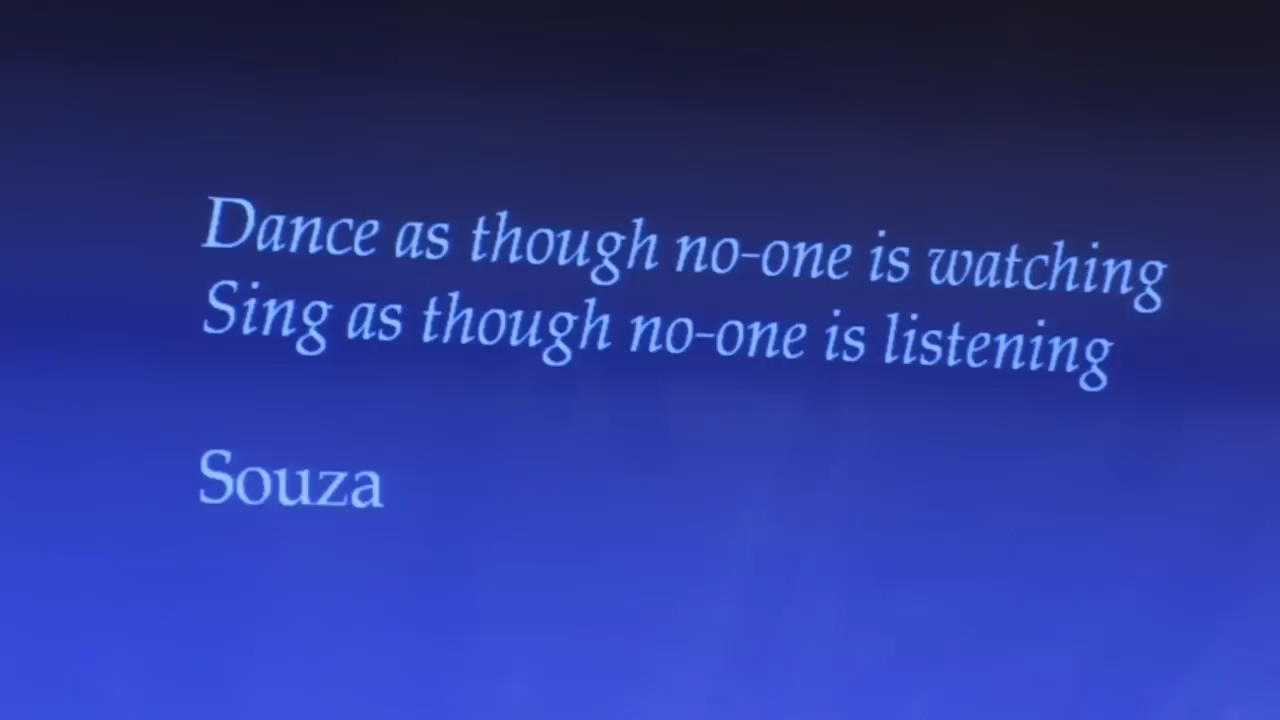 Dance as though no-one is watching
Sing as though no-one is listening
Souza